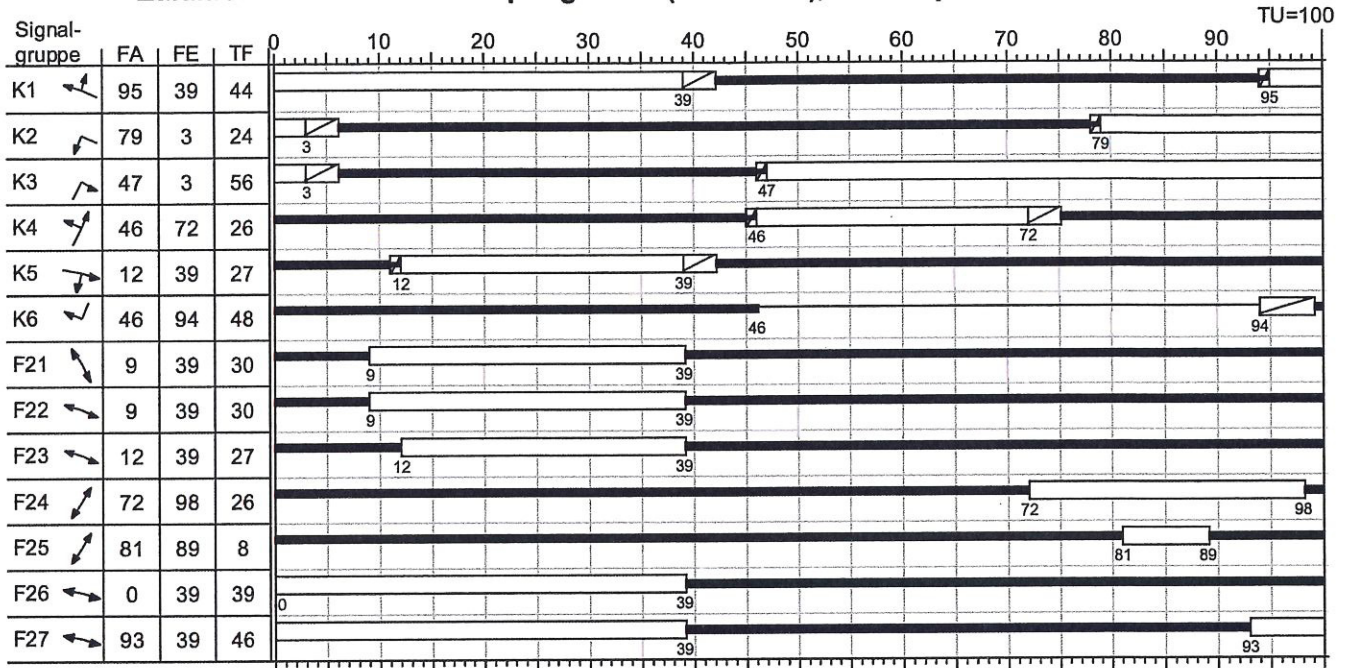 TU=100
Signal-
gruppe FA FE TF 0 10 20 30 40 50 60 70 80 90
K1 95 39 44 39 95
K2 79 3 24 3 79
K3 47 3 56 3 47
K4 46 72 26 46 72
K5 12 39 27 12 39
K6 46 94 48 46 94
F21 9 39 30 9 39
F22 9 39 30 9 39
F23 12 39 27 12 39
F24 72 98 26 72 98
F25 81 89 8 81 89
F26 0 39 39 0 39
F27 93 39 46 39 93